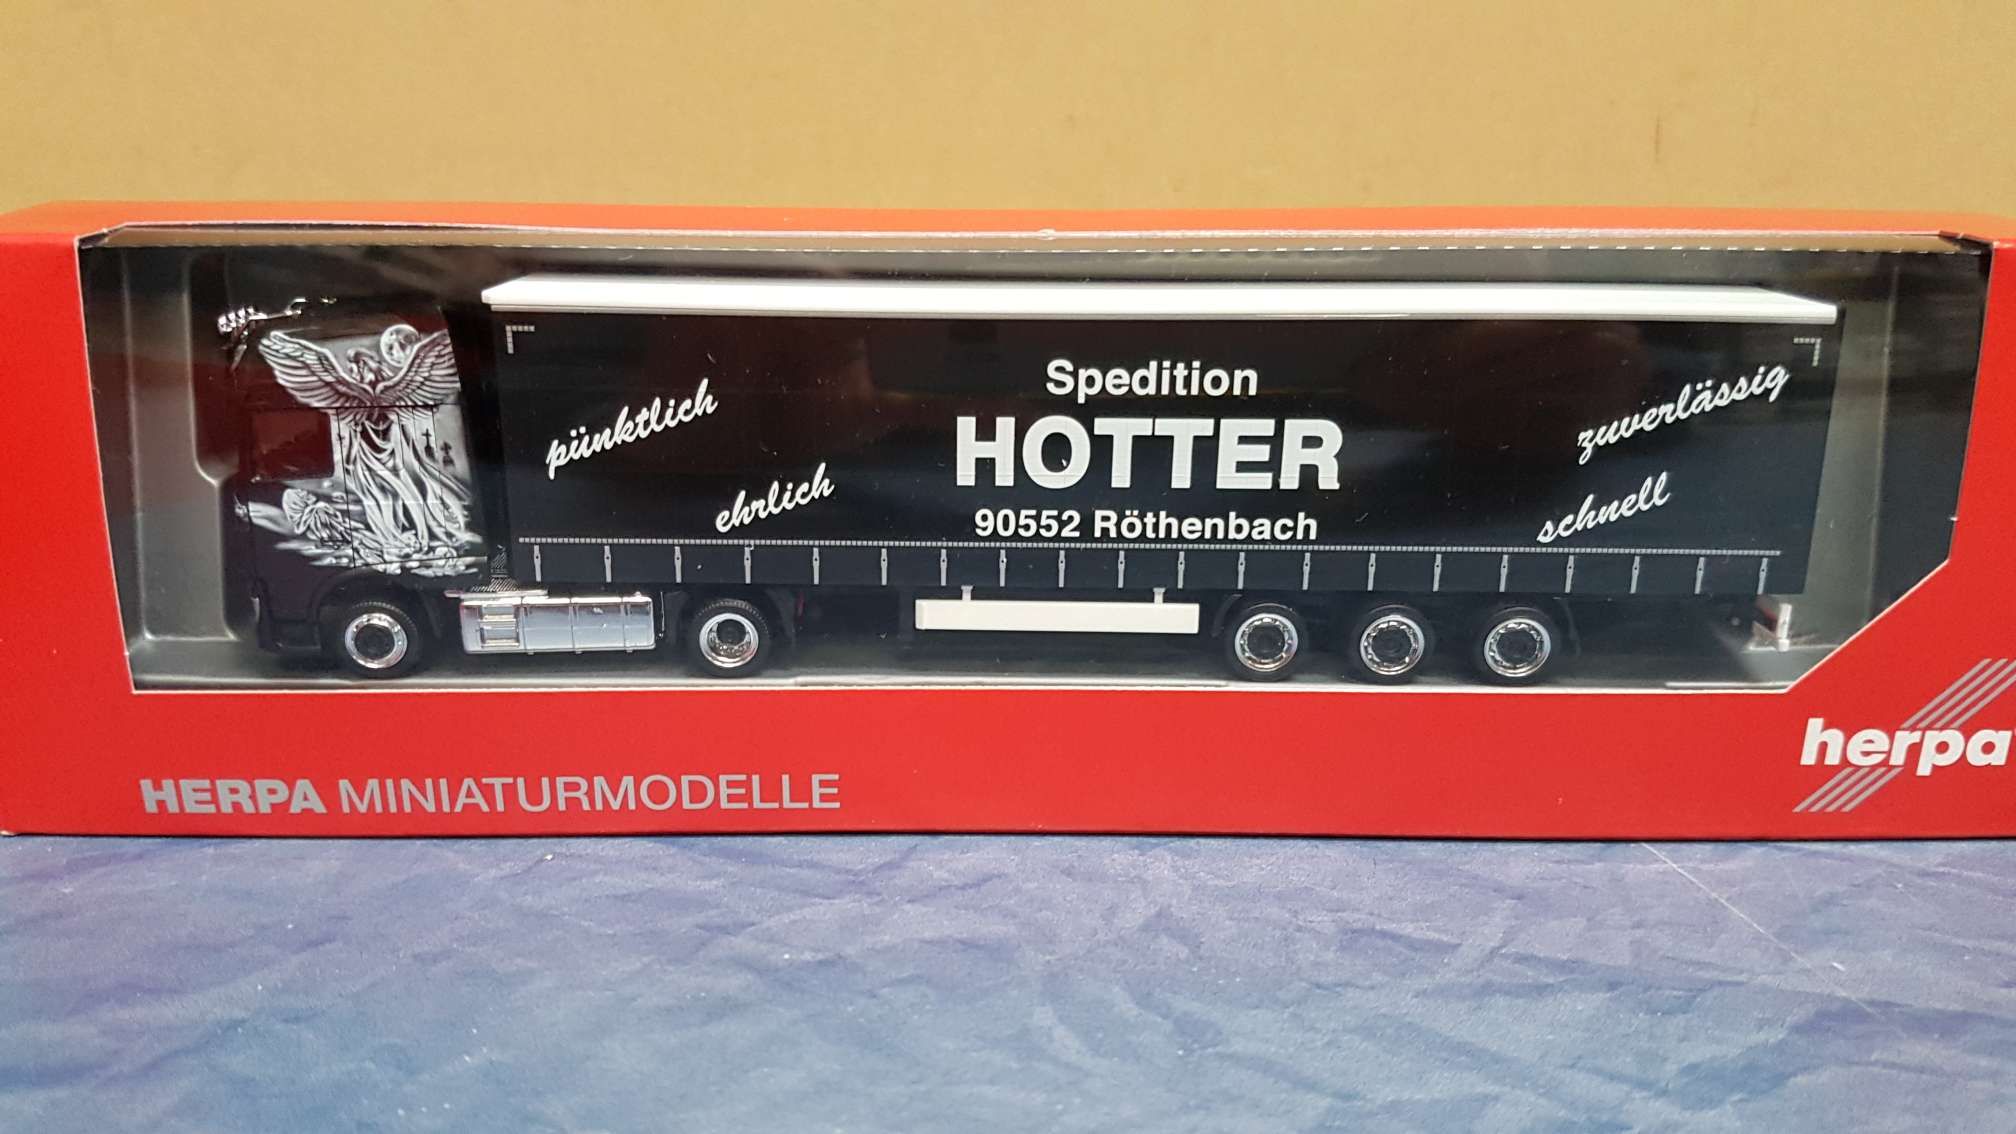 Spedition
HOTTER
90552 Röthenbach
pünktlich
ehrlich
zuverlässig
schnell
herpa
HERPA MINIATURMODELLE